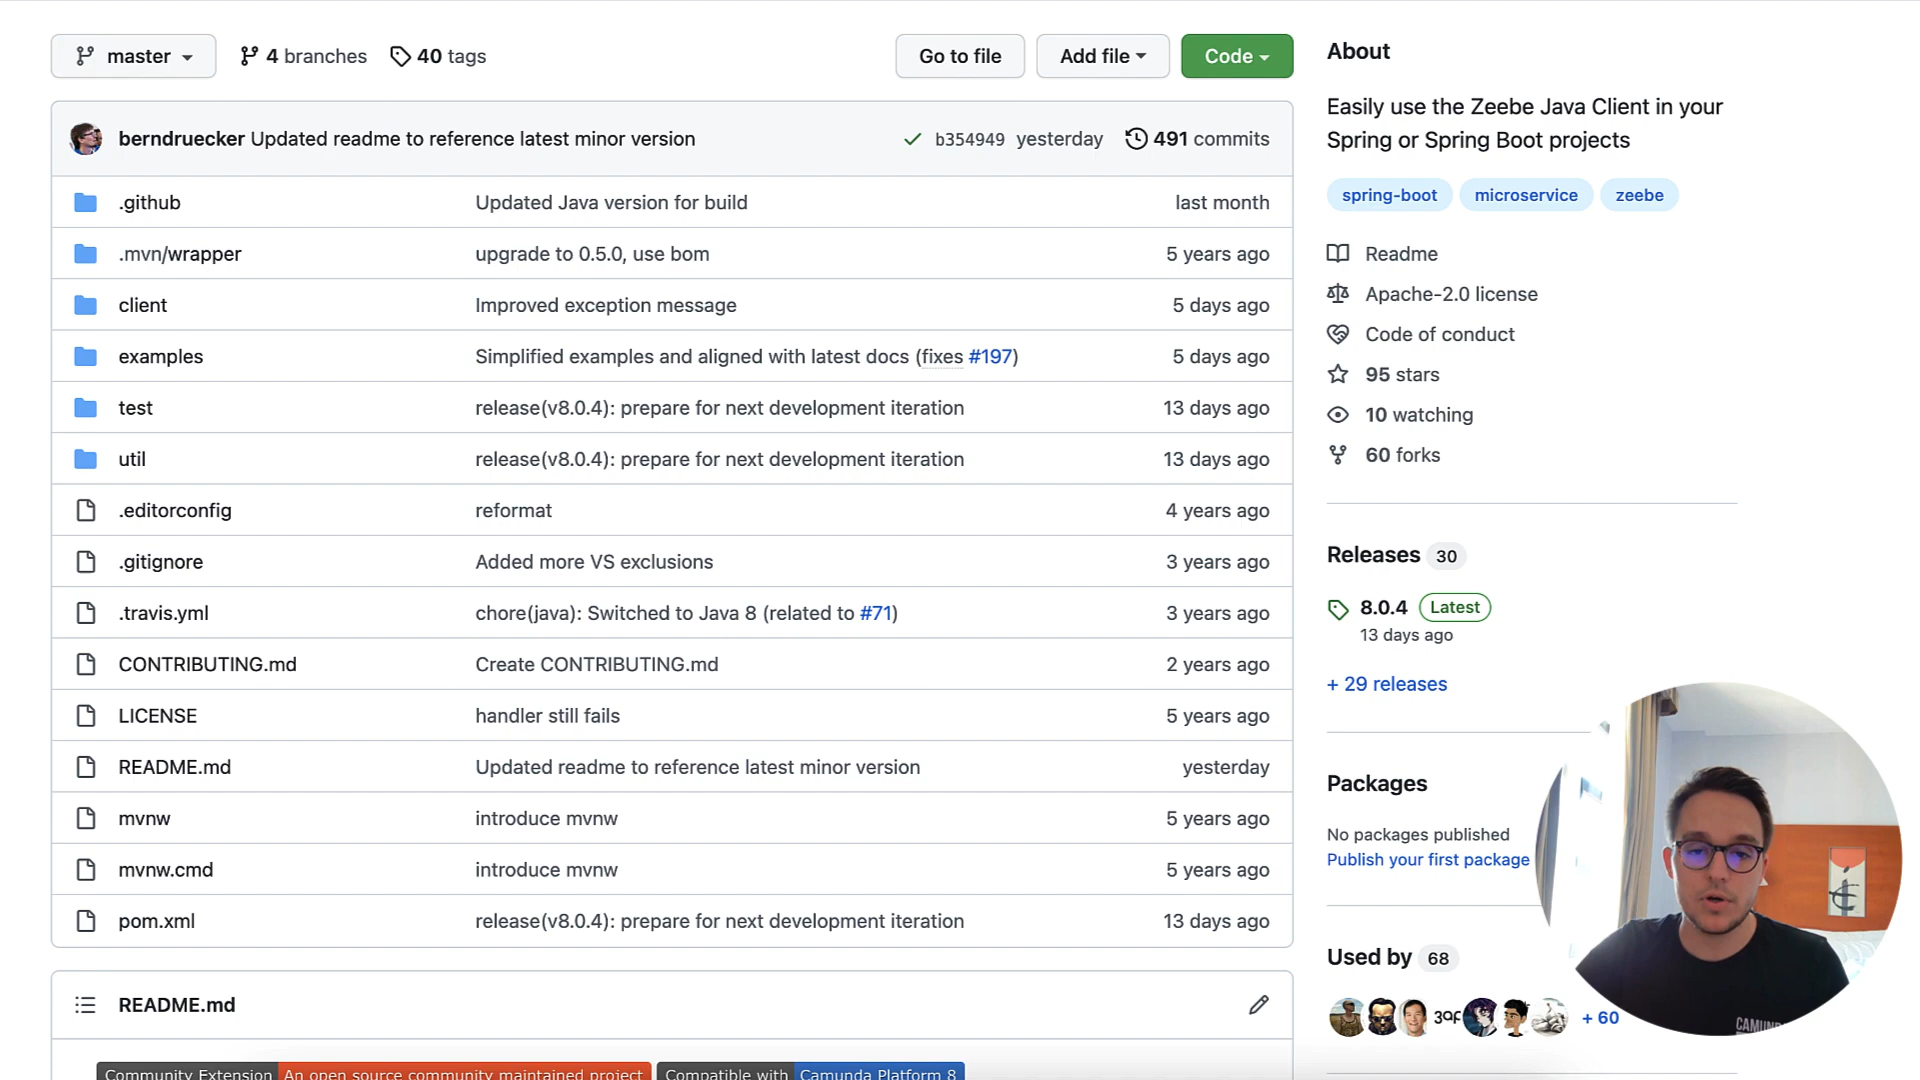 master
4 branches
40 tags
Go to file
Add file
Code
berndruecker Updated readme to reference latest minor version
b354949 yesterday
491 commits
.github Updated Java version for build last month
.mvn/wrapper upgrade to 0.5.0, use bom 5 years ago
client Improved exception message 5 days ago
examples Simplified examples and aligned with latest docs (fixes #197) 5 days ago
test release(v8.0.4): prepare for next development iteration 13 days ago
util release(v8.0.4): prepare for next development iteration 13 days ago
.editorconfig reformat 4 years ago
.gitignore Added more VS exclusions 3 years ago
.travis.yml chore(java): Switched to Java 8 (related to #71) 3 years ago
CONTRIBUTING.md Create CONTRIBUTING.md 2 years ago
LICENSE handler still fails 5 years ago
README.md Updated readme to reference latest minor version yesterday
mvnw introduce mvnw 5 years ago
mvnw.cmd introduce mvnw 5 years ago
pom.xml release(v8.0.4): prepare for next development iteration 13 days ago
README.md
Community Extension An open source community maintained project Compatible with Camunda Platform 8
About
Easily use the Zeebe Java Client in your
Spring or Spring Boot projects
spring-boot microservice zeebe
Readme
Apache-2.0 license
Code of conduct
95 stars
10 watching
60 forks
Releases 30
8.0.4 Latest
13 days ago
+ 29 releases
Packages
No packages published
Publish your first package
Used by 68
+ 60